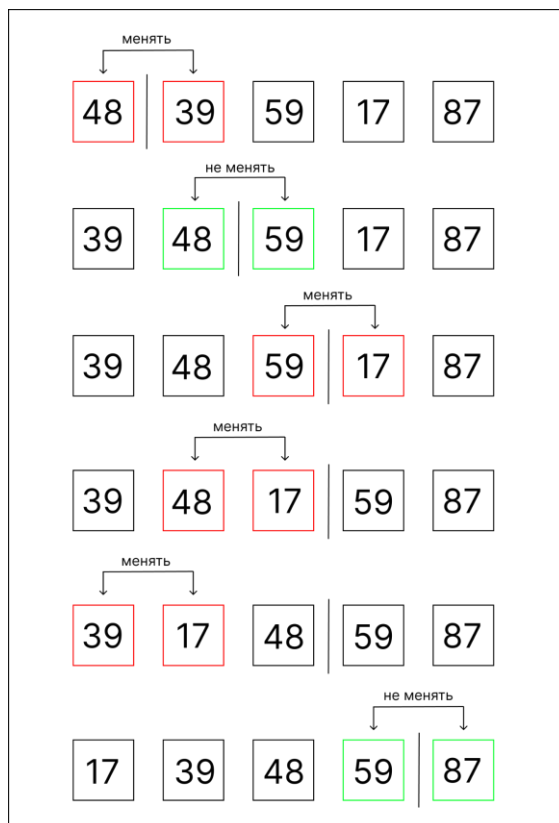 менять
48 39 59 17 87
не менять
39 48 59 17 87
менять
39 48 59 17 87
менять
39 48 17 59 87
менять
39 17 48 59 87
не менять
17 39 48 59 87